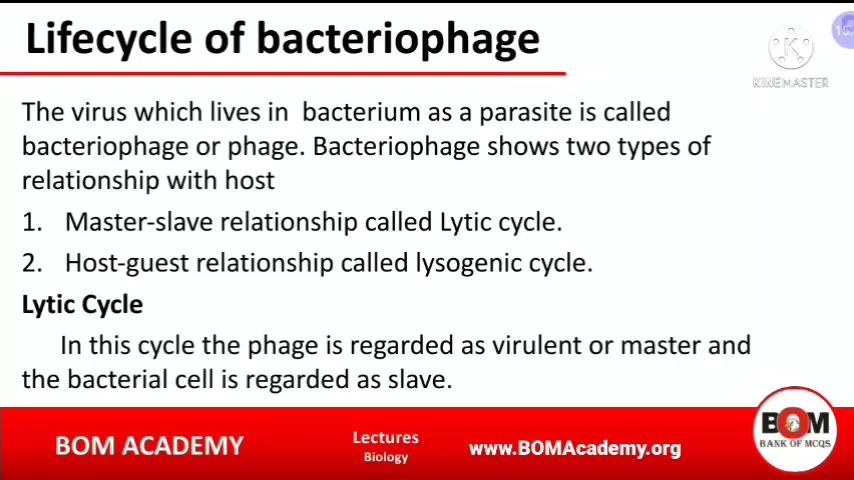 Lifecycle of bacteriophage
KINEMASTER
The virus which lives in bacterium as a parasite is called
bacteriophage or phage. Bacteriophage shows two types of
relationship with host
1. Master-slave relationship called Lytic cycle.
2. Host-guest relationship called lysogenic cycle.
Lytic Cycle
In this cycle the phage is regarded as virulent or master and
the bacterial cell is regarded as slave.
BOM ACADEMY
Lectures
Biology
www.BOMAcademy.org
BOM
BANK OF MCQS